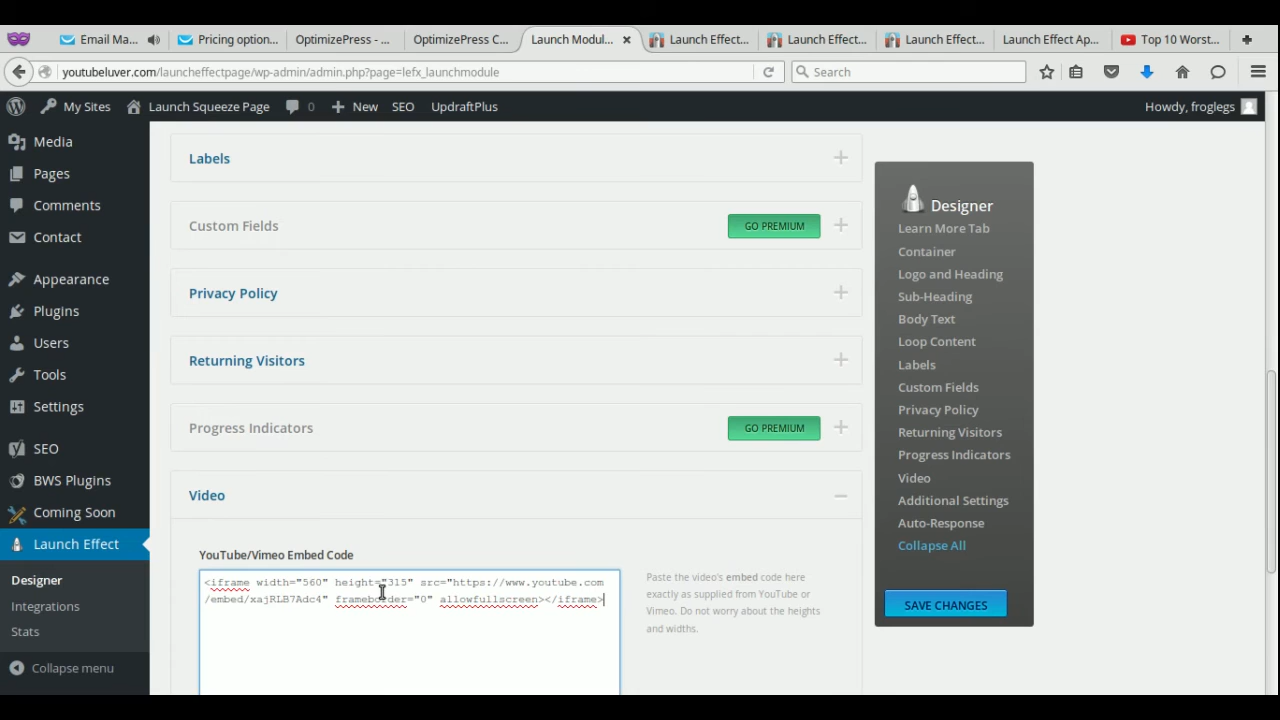 Email Ma...
Pricing option...
OptimizePress - ...
OptimizePress C...
Launch Modul...
Launch Effect...
Launch Effect...
Launch Effect...
Launch Effect Ap...
Top 10 Worst...
youtubeluver.com/launcheffectpage/wp-admin/admin.php?page=lefx_launchmodule
Search
My Sites
Launch Squeeze Page
0
New
SEO
UpdraftPlus
Howdy, froglegs
Media
Pages
Comments
Contact
Appearance
Plugins
Users
Tools
Settings
SEO
BWS Plugins
Coming Soon
Launch Effect
Designer
Integrations
Stats
Collapse menu
Labels
Custom Fields
GO PREMIUM
Privacy Policy
Returning Visitors
Progress Indicators
GO PREMIUM
Video
YouTube/Vimeo Embed Code
<iframe width="560" height="315" src="https://www.youtube.com
/embed/xajRLB7Adc4" frameborder="0" allowfullscreen></iframe>
Paste the video's embed code here
exactly as supplied from YouTube or
Vimeo. Do not worry about the heights
and widths.
Designer
Learn More Tab
Container
Logo and Heading
Sub-Heading
Body Text
Loop Content
Labels
Custom Fields
Privacy Policy
Returning Visitors
Progress Indicators
Video
Additional Settings
Auto-Response
Collapse All
SAVE CHANGES